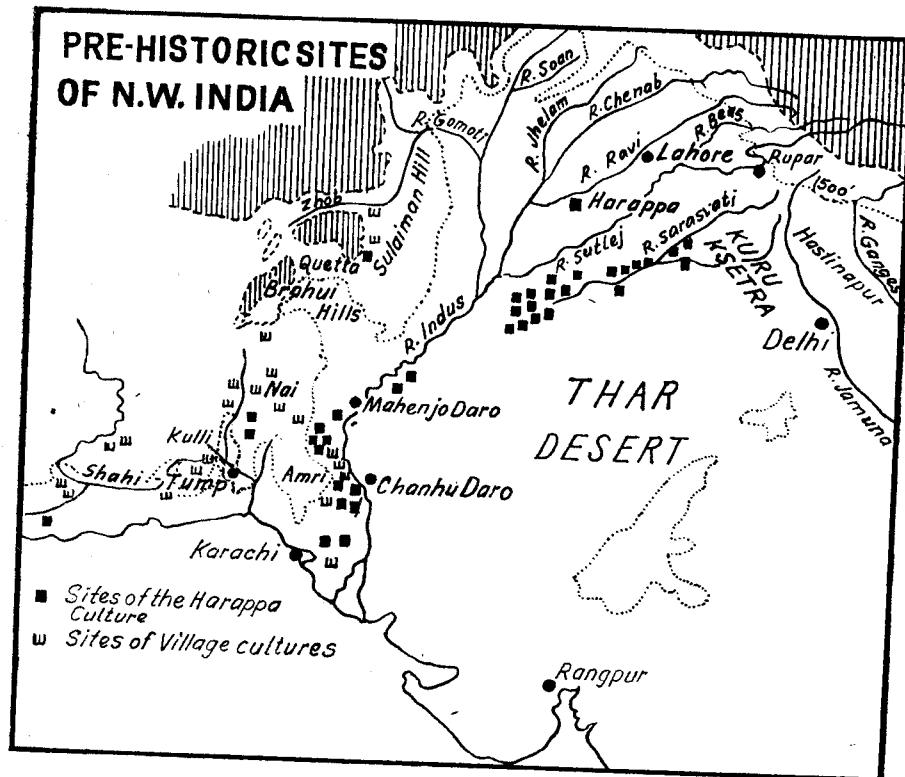 PRE-HISTORIC SITES
OF N.W. INDIA
R. Soan
R. Gomotr
R. Jhelam
R. Chenab
R. Beas
R. Ravi
Lahore
Rupar
1500'
Zhob
Sulaiman Hill
Harappa
R. Sarasvati
R. Sutlej
KURU
KSETRA
Hastinapur
R. Ganges
Quetta
Brahui
Hills
R. Indus
Delhi
R. Jamuna
Nai
Mahenjo Daro
THAR
DESERT
Kulli
Shahi
Tump
Amri
Chanhu Daro
Karachi
Sites of the Harappa
Culture
Sites of Village cultures
Rangpur